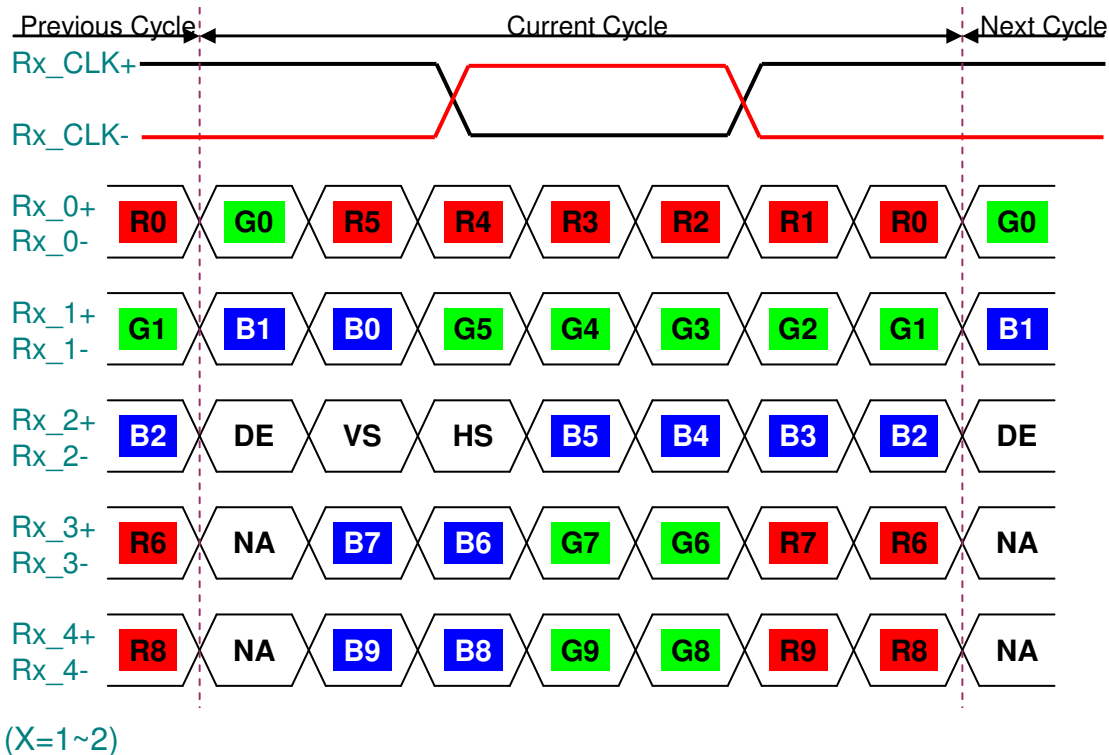 Previous Cycle Current Cycle Next Cycle
Rx_CLK+
Rx_CLK-
Rx_0+
Rx_0-
R0 G0 R5 R4 R3 R2 R1 R0 G0
Rx_1+
Rx_1-
G1 B1 B0 G5 G4 G3 G2 G1 B1
Rx_2+
Rx_2-
B2 DE VS HS B5 B4 B3 B2 DE
Rx_3+
Rx_3-
R6 NA B7 B6 G7 G6 R7 R6 NA
Rx_4+
Rx_4-
R8 NA B9 B8 G9 G8 R9 R8 NA
(X=1~2)